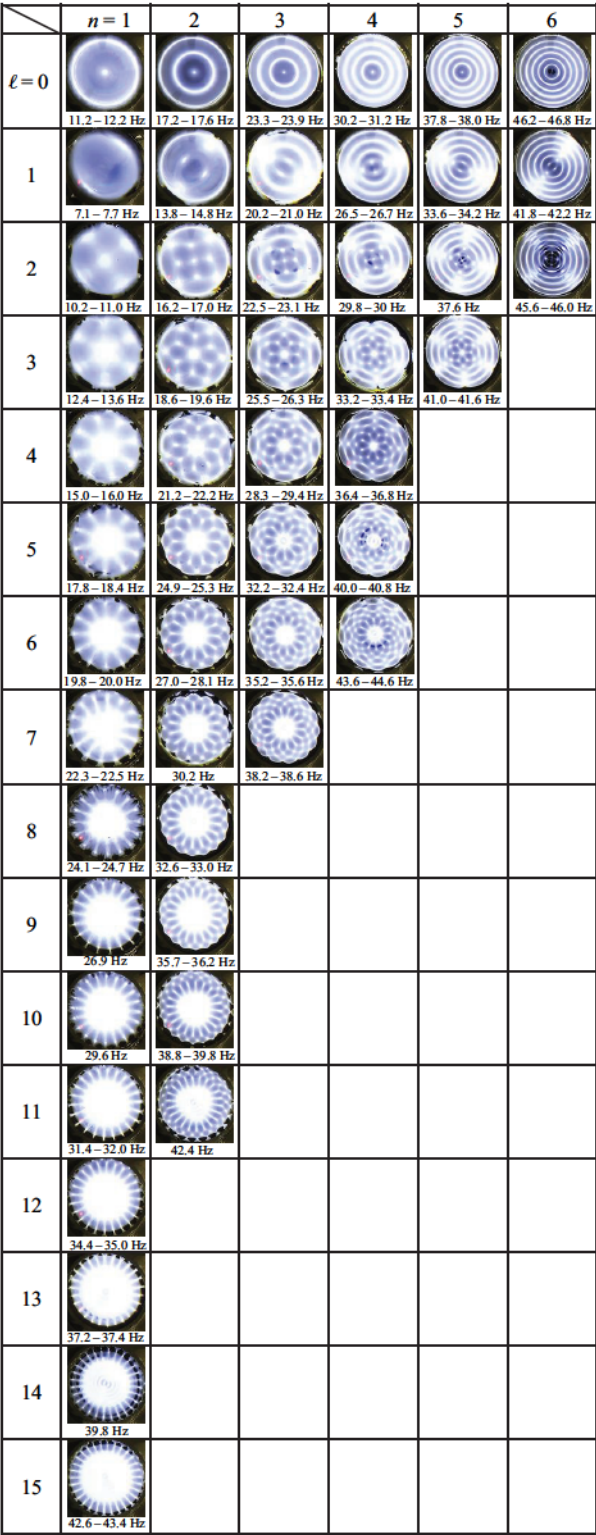 n = 1 2 3 4 5 6
ℓ = 0
11.2 – 12.2 Hz 17.2 – 17.6 Hz 23.3 – 23.9 Hz 30.2 – 31.2 Hz 37.8 – 38.0 Hz 46.2 – 46.8 Hz
1
7.1 – 7.7 Hz 13.8 – 14.8 Hz 20.2 – 21.0 Hz 26.5 – 26.7 Hz 33.6 – 34.2 Hz 41.8 – 42.2 Hz
2
10.2 – 11.0 Hz 16.2 – 17.0 Hz 22.5 – 23.1 Hz 29.8 – 30 Hz 37.6 Hz 45.6 – 46.0 Hz
3
12.4 – 13.6 Hz 18.6 – 19.6 Hz 25.5 – 26.3 Hz 33.2 – 33.4 Hz 41.0 – 41.6 Hz
4
15.0 – 16.0 Hz 21.2 – 22.2 Hz 28.3 – 29.4 Hz 36.4 – 36.8 Hz
5
17.8 – 18.4 Hz 24.9 – 25.3 Hz 32.2 – 32.4 Hz 40.0 – 40.8 Hz
6
19.8 – 20.0 Hz 27.0 – 28.1 Hz 35.2 – 35.6 Hz 43.6 – 44.6 Hz
7
22.3 – 22.5 Hz 30.2 Hz 38.2 – 38.6 Hz
8
24.1 – 24.7 Hz 32.6 – 33.0 Hz
9
26.9 Hz 35.7 – 36.2 Hz
10
29.6 Hz 38.8 – 39.8 Hz
11
31.4 – 32.0 Hz 42.4 Hz
12
34.4 – 35.0 Hz
13
37.2 – 37.4 Hz
14
39.8 Hz
15
42.6 – 43.4 Hz